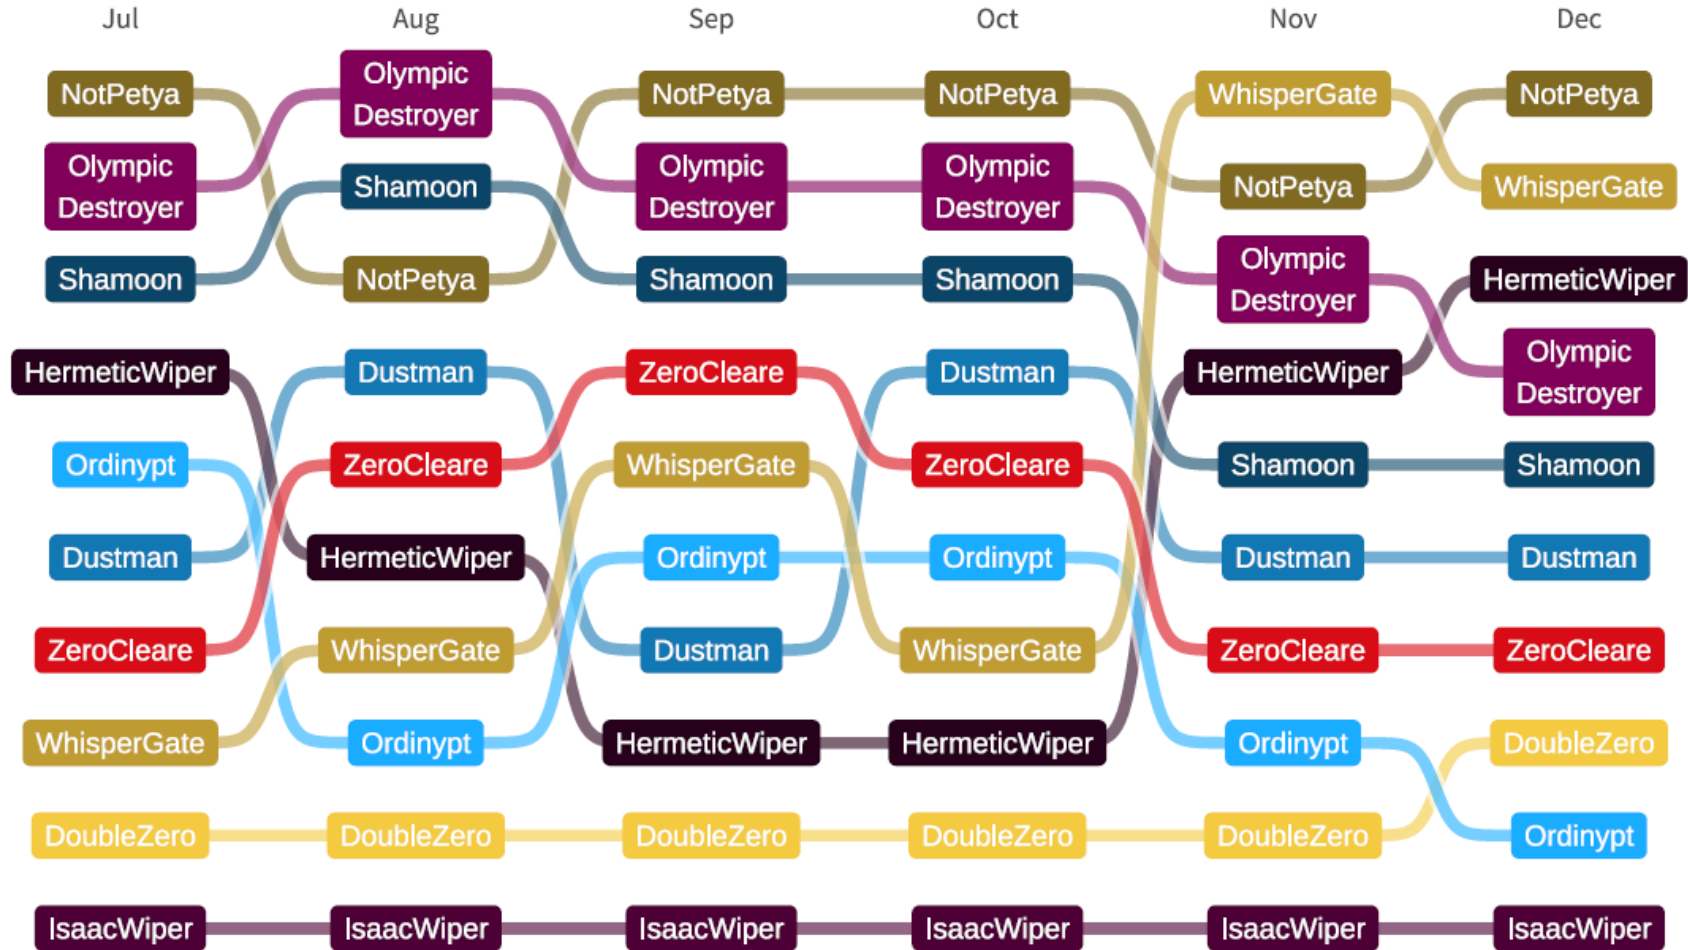 Jul Aug Sep Oct Nov Dec
NotPetya Olympic Destroyer NotPetya NotPetya WhisperGate NotPetya
Olympic Destroyer Shamoon Olympic Destroyer Olympic Destroyer NotPetya WhisperGate
Shamoon NotPetya Shamoon Shamoon Olympic Destroyer HermeticWiper
HermeticWiper Dustman ZeroCleare Dustman HermeticWiper Olympic Destroyer
Ordinypt ZeroCleare WhisperGate ZeroCleare Shamoon Shamoon
Dustman HermeticWiper Ordinypt Ordinypt Dustman Dustman
ZeroCleare WhisperGate Dustman WhisperGate ZeroCleare ZeroCleare
WhisperGate Ordinypt HermeticWiper HermeticWiper Ordinypt DoubleZero
DoubleZero DoubleZero DoubleZero DoubleZero DoubleZero Ordinypt
IsaacWiper IsaacWiper IsaacWiper IsaacWiper IsaacWiper IsaacWiper